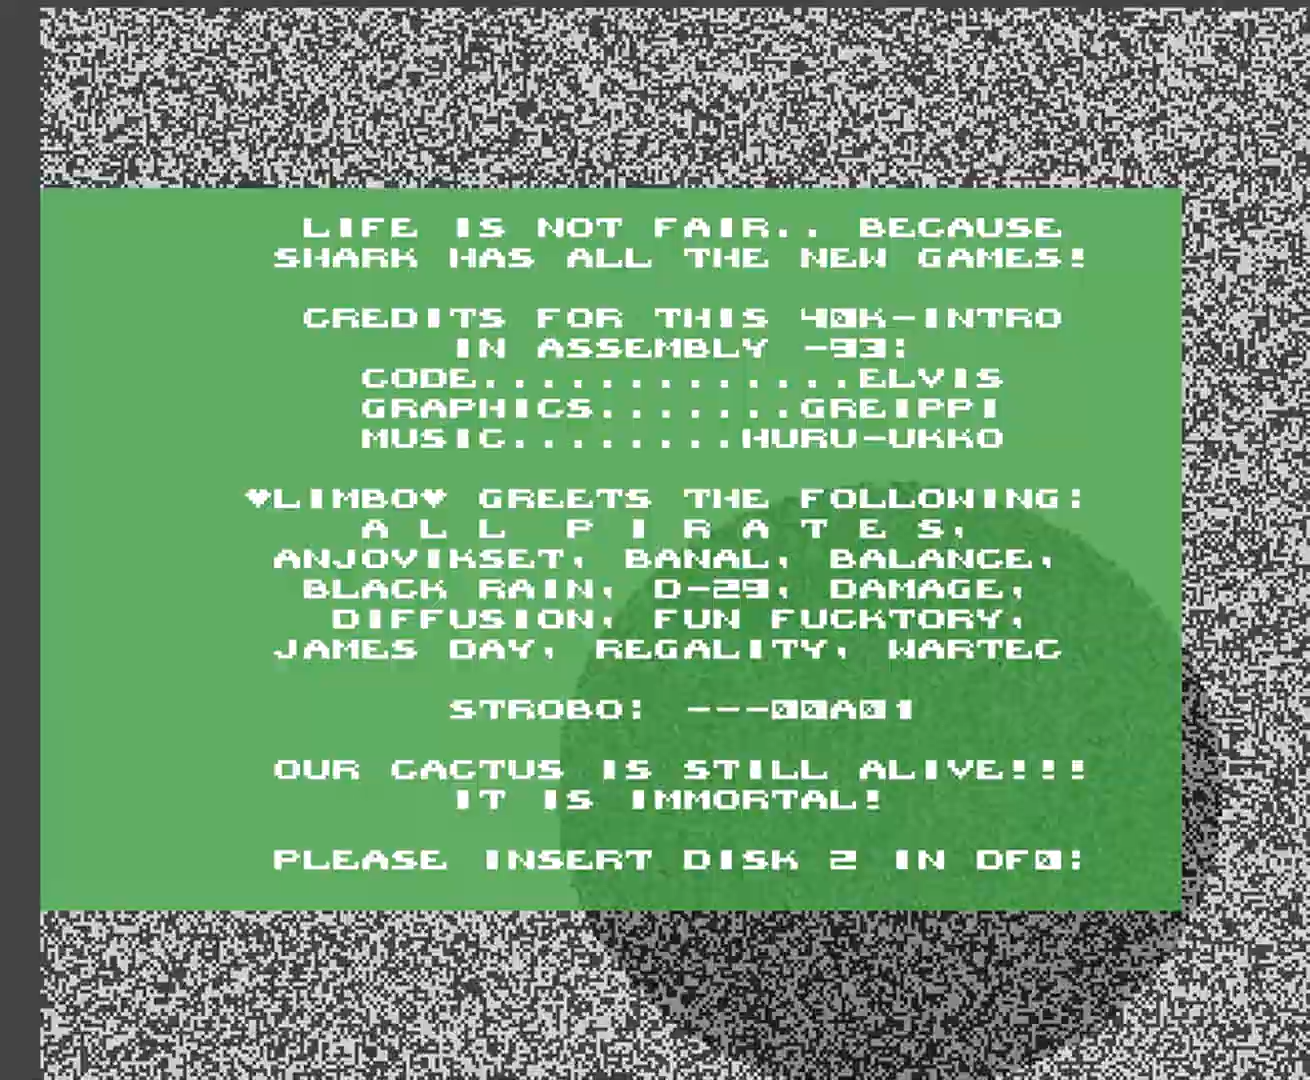 LIFE IS NOT FAIR.. BECAUSE
SHARK HAS ALL THE NEW GAMES!
CREDITS FOR THIS 40K-INTRO
IN ASSEMBLY -93:
CODE.............ELVIS
GRAPHICS.......GREIPPI
MUSIC........HURU-UKKO
♥LIMBO♥ GREETS THE FOLLOWING:
A L L  P I R A T E S,
ANJOVIKSET, BANAL, BALANCE,
BLACK RAIN, D-29, DAMAGE,
DIFFUSION, FUN FUCKTORY,
JAMES DAY, REGALITY, WARTEC
STROBO: ---00A01
OUR CACTUS IS STILL ALIVE!!!
IT IS IMMORTAL!
PLEASE INSERT DISK 2 IN DF0: